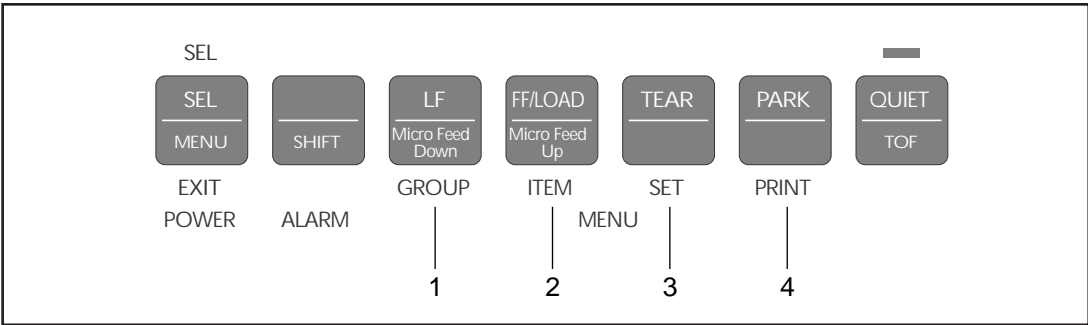 SEL
SEL LF FF/LOAD TEAR PARK QUIET
MENU SHIFT Micro Feed Down Micro Feed Up TOF
EXIT GROUP ITEM SET PRINT
POWER ALARM MENU
1 2 3 4